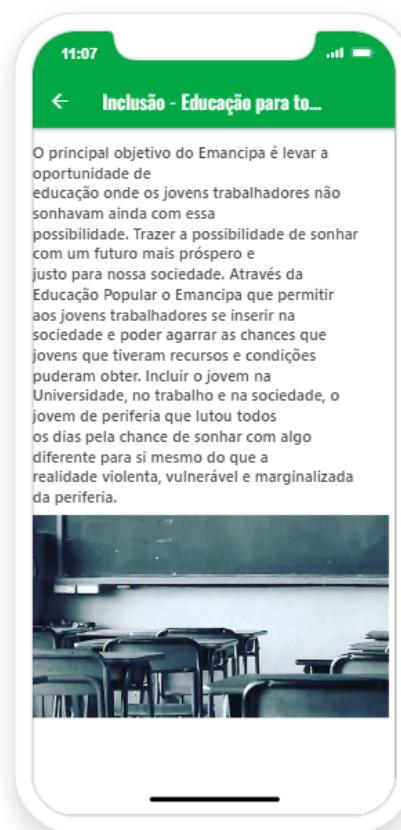 11:07
Inclusão - Educação para to...
O principal objetivo do Emancipa é levar a
oportunidade de
educação onde os jovens trabalhadores não
sonhavam ainda com essa
possibilidade. Trazer a possibilidade de sonhar
com um futuro mais próspero e
justo para nossa sociedade. Através da
Educação Popular o Emancipa que permitir
aos jovens trabalhadores se inserir na
sociedade e poder agarrar as chances que
jovens que tiveram recursos e condições
puderam obter. Incluir o jovem na
Universidade, no trabalho e na sociedade, o
jovem de periferia que lutou todos
os dias pela chance de sonhar com algo
diferente para si mesmo do que a
realidade violenta, vulnerável e marginalizada
da periferia.